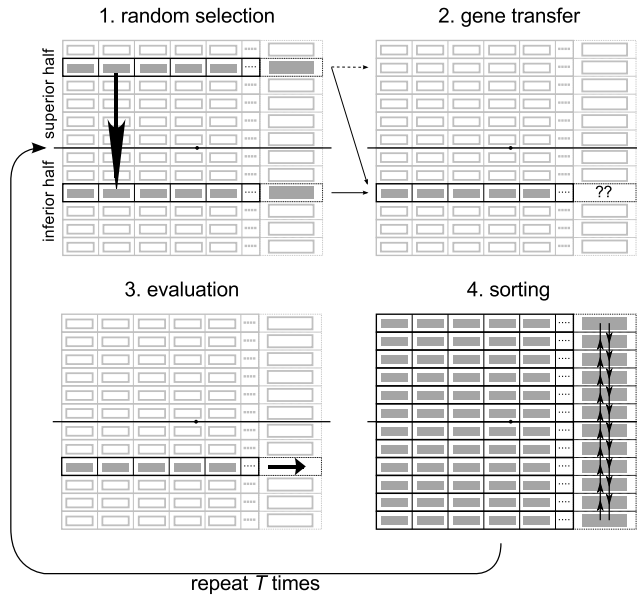 1. random selection
2. gene transfer
superior half
inferior half
??
3. evaluation
4. sorting
repeat T times